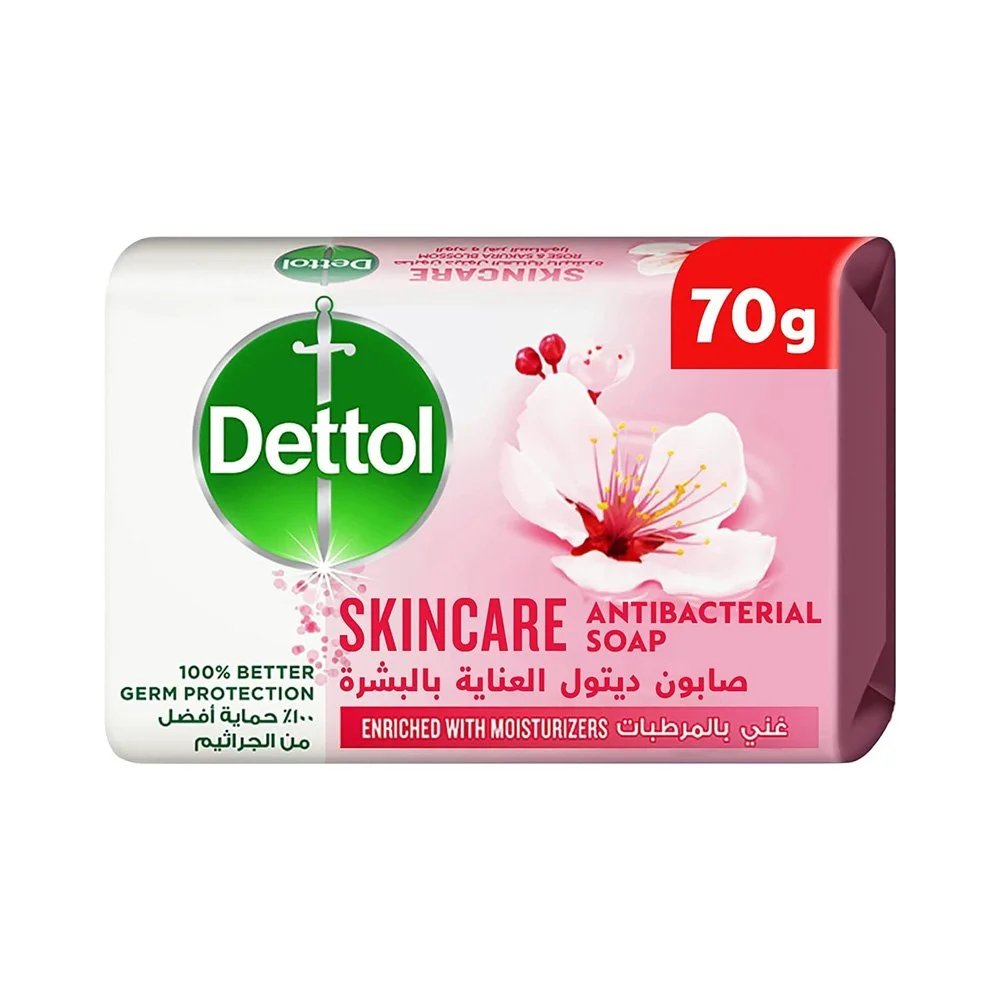 Dettol
SKINCARE
ROSE & SAKURA BLOSSOM
70g
Dettol
SKINCARE
ANTIBACTERIAL
SOAP
صابون ديتول العناية بالبشرة
ENRICHED WITH MOISTURIZERS غني بالمرطبات
100% BETTER
GERM PROTECTION
١٠٠٪ حماية أفضل
من الجراثيم